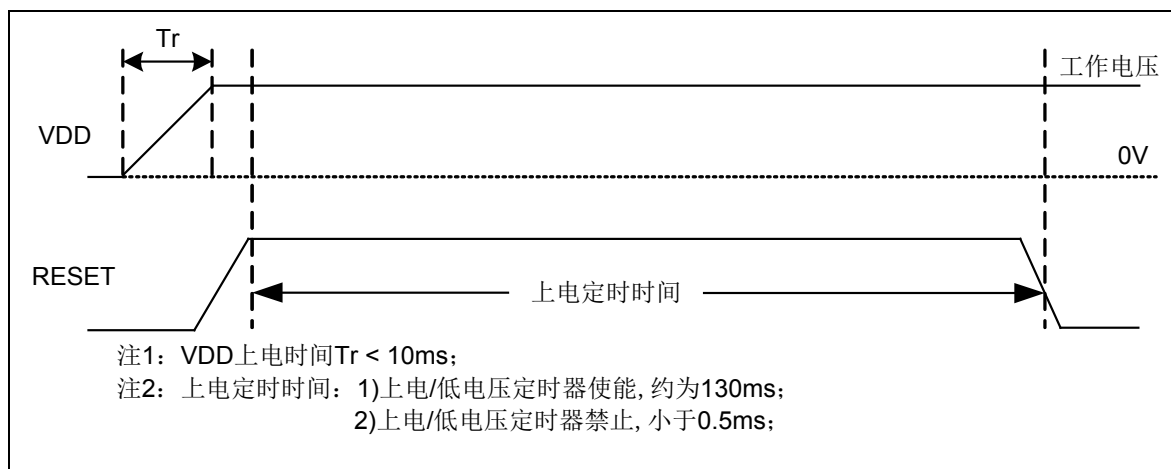 Tr
工作电压
VDD
0V
RESET
上电定时时间
注1：VDD上电时间Tr < 10ms；
注2：上电定时时间：1)上电/低电压定时器使能, 约为130ms；
2)上电/低电压定时器禁止, 小于0.5ms；